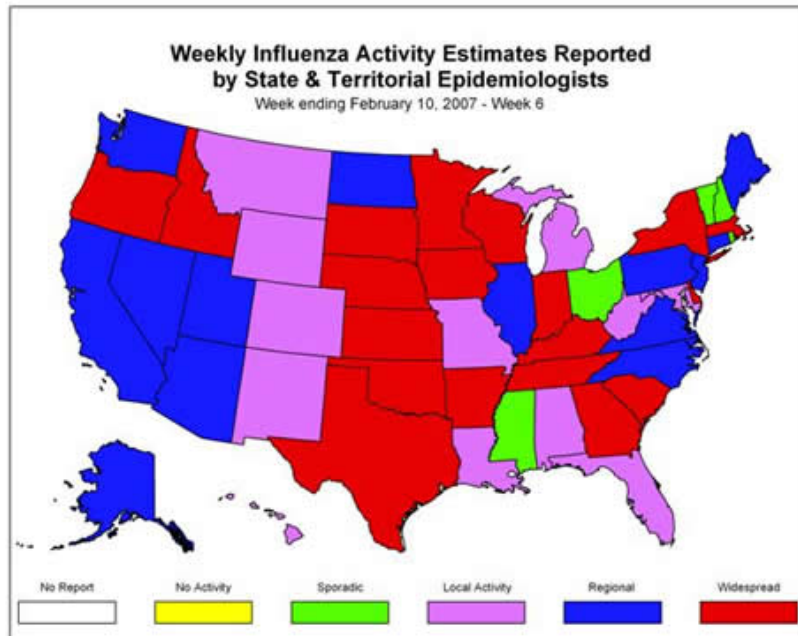 Weekly Influenza Activity Estimates Reported
by State & Territorial Epidemiologists
Week ending February 10, 2007 - Week 6
No Report
No Activity
Sporadic
Local Activity
Regional
Widespread